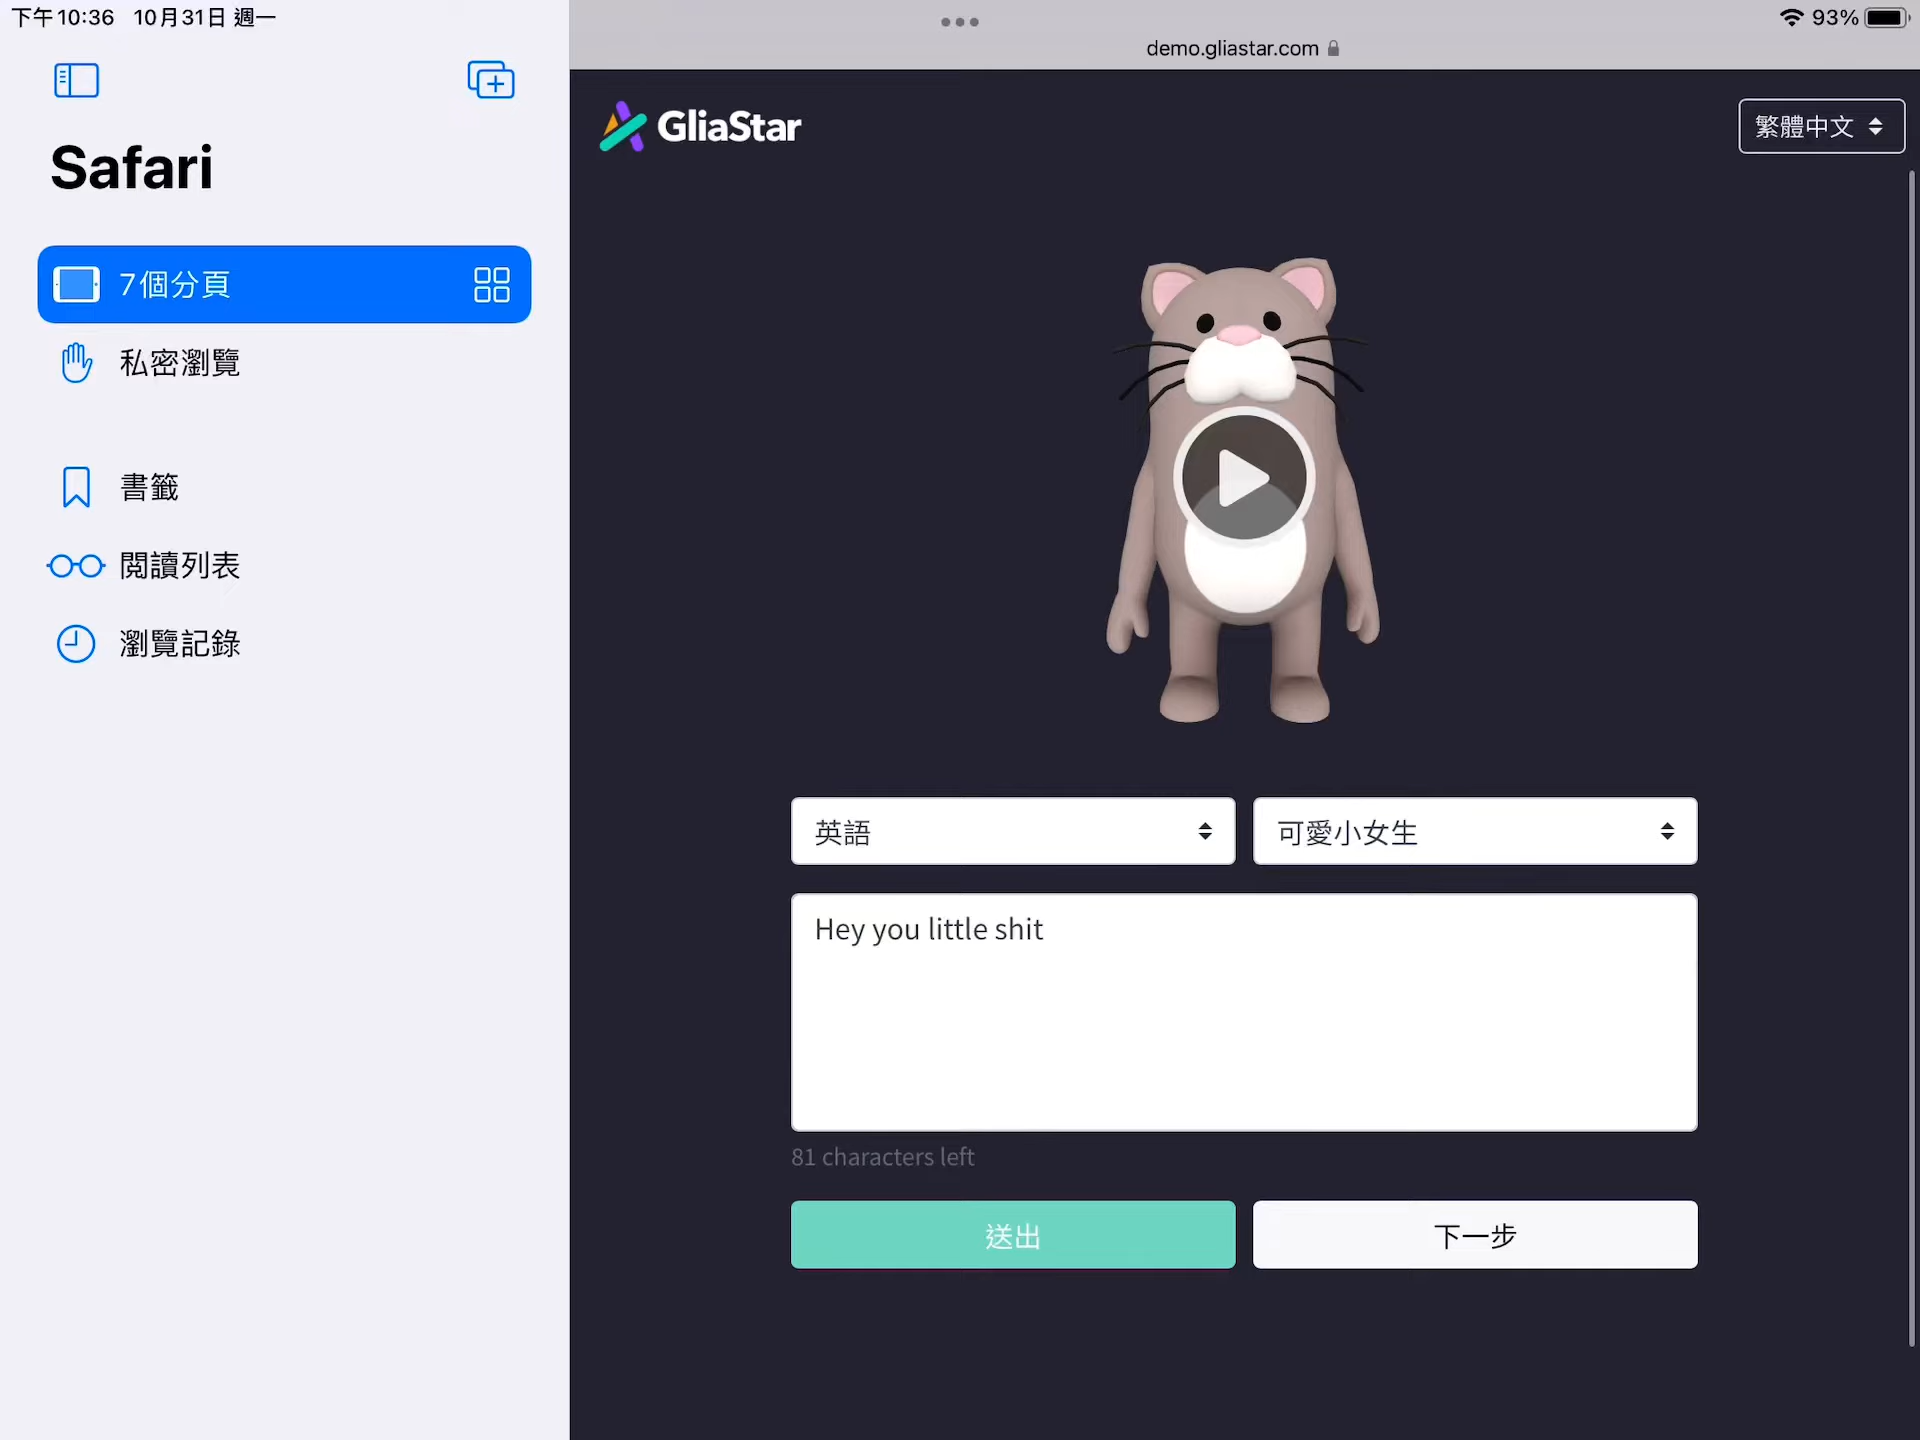 下午10:36 10月31日 週一
93%
demo.gliastar.com
Safari
7個分頁
私密瀏覽
書籤
閱讀列表
瀏覽記錄
GliaStar
繁體中文
英語
可愛小女生
Hey you little shit
81 characters left
送出
下一步